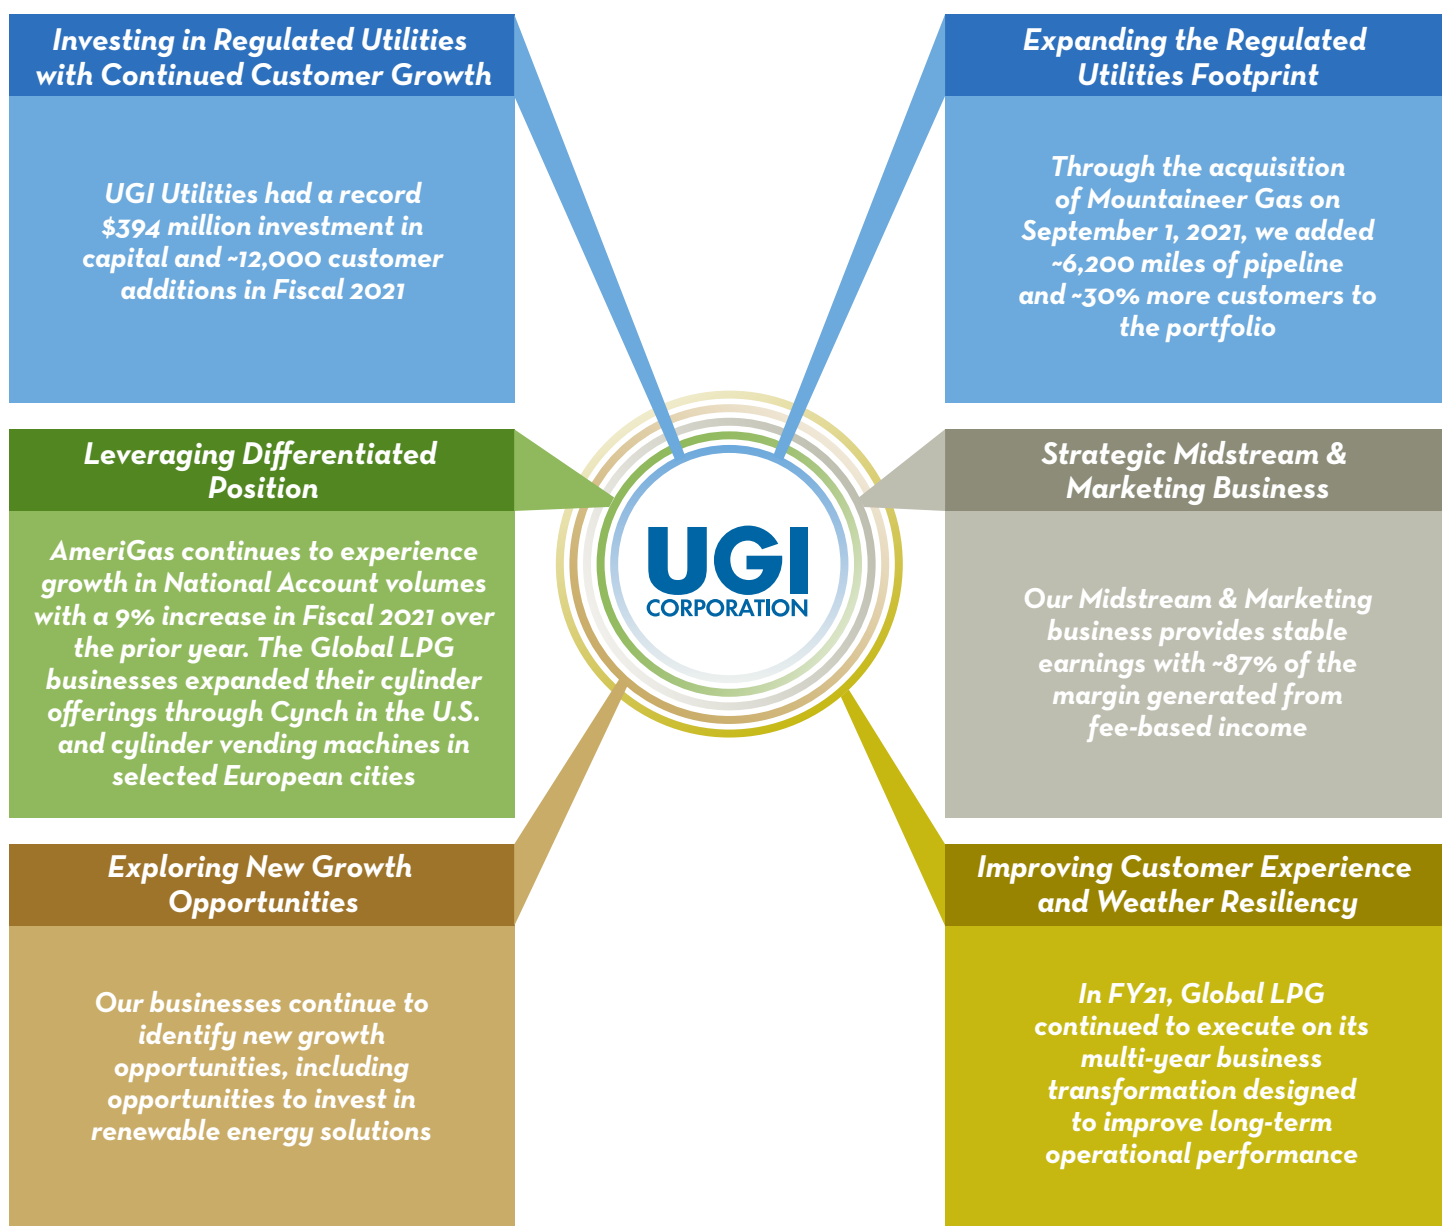 Investing in Regulated Utilities
with Continued Customer Growth
UGI Utilities had a record
$394 million investment in
capital and ~12,000 customer
additions in Fiscal 2021
Expanding the Regulated
Utilities Footprint
Through the acquisition
of Mountaineer Gas on
September 1, 2021, we added
~6,200 miles of pipeline
and ~30% more customers to
the portfolio
Leveraging Differentiated
Position
AmeriGas continues to experience
growth in National Account volumes
with a 9% increase in Fiscal 2021 over
the prior year. The Global LPG
businesses expanded their cylinder
offerings through Cynch in the U.S.
and cylinder vending machines in
selected European cities
UGI
CORPORATION
Strategic Midstream &
Marketing Business
Our Midstream & Marketing
business provides stable
earnings with ~87% of the
margin generated from
fee-based income
Exploring New Growth
Opportunities
Our businesses continue to
identify new growth
opportunities, including
opportunities to invest in
renewable energy solutions
Improving Customer Experience
and Weather Resiliency
In FY21, Global LPG
continued to execute on its
multi-year business
transformation designed
to improve long-term
operational performance